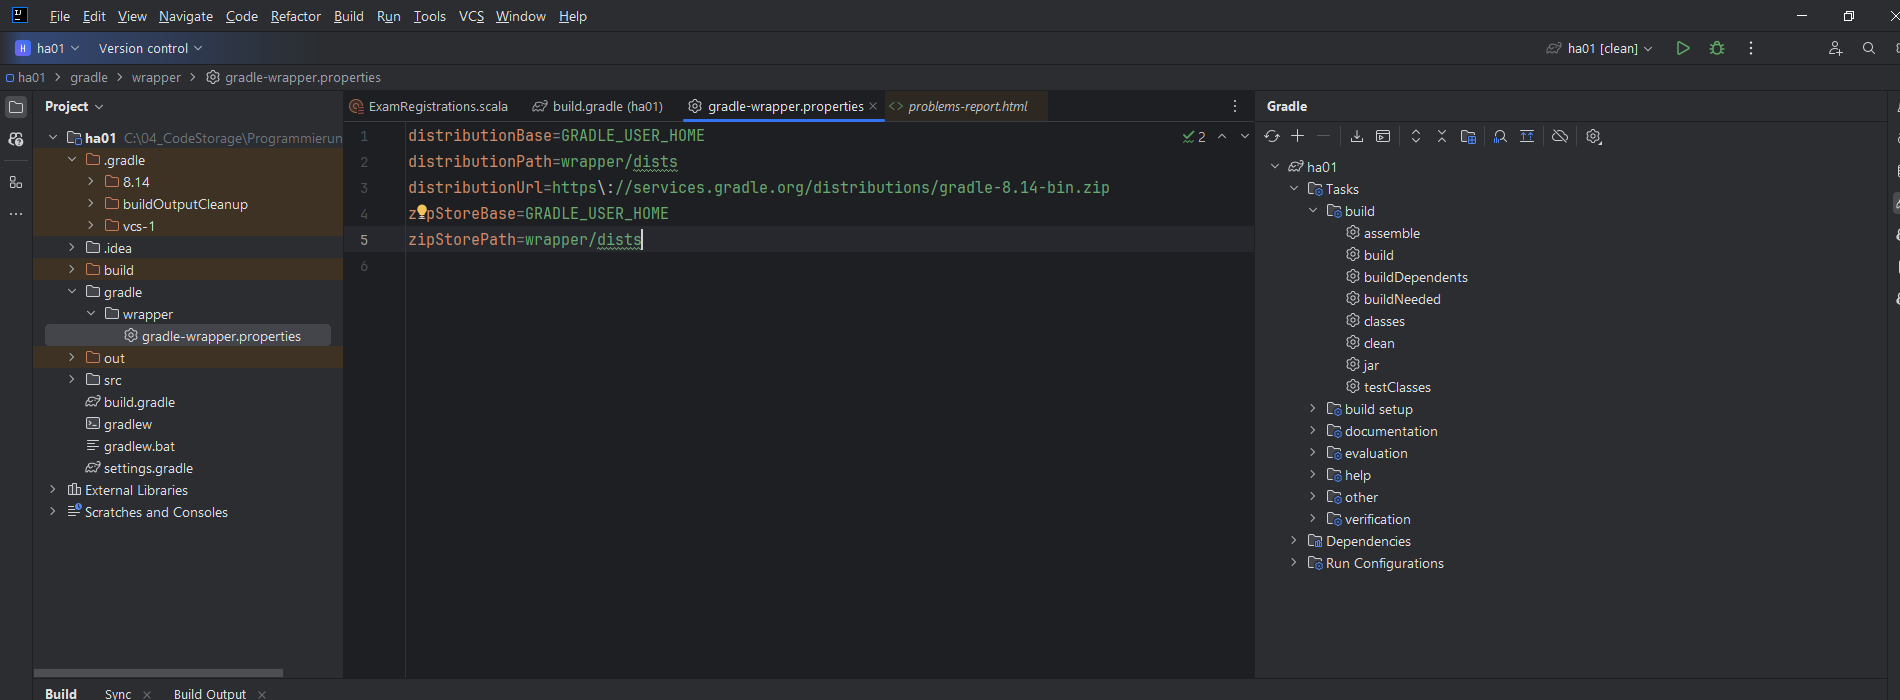 IJ
File Edit View Navigate Code Refactor Build Run Tools VCS Window Help
H ha01 Version control ha01 [clean]
ha01 > gradle > wrapper > gradle-wrapper.properties
Project
ha01 C:\04_CodeStorage\Programmierun
.gradle
8.14
buildOutputCleanup
vcs-1
.idea
build
gradle
wrapper
gradle-wrapper.properties
out
src
build.gradle
gradlew
gradlew.bat
settings.gradle
External Libraries
Scratches and Consoles
ExamRegistrations.scala build.gradle (ha01) gradle-wrapper.properties problems-report.html
1 distributionBase=GRADLE_USER_HOME
2 distributionPath=wrapper/dists
3 distributionUrl=https\://services.gradle.org/distributions/gradle-8.14-bin.zip
4 zipStoreBase=GRADLE_USER_HOME
5 zipStorePath=wrapper/dists
6
2
Gradle
ha01
Tasks
build
assemble
build
buildDependents
buildNeeded
classes
clean
jar
testClasses
build setup
documentation
evaluation
help
other
verification
Dependencies
Run Configurations
Build Sync Build Output